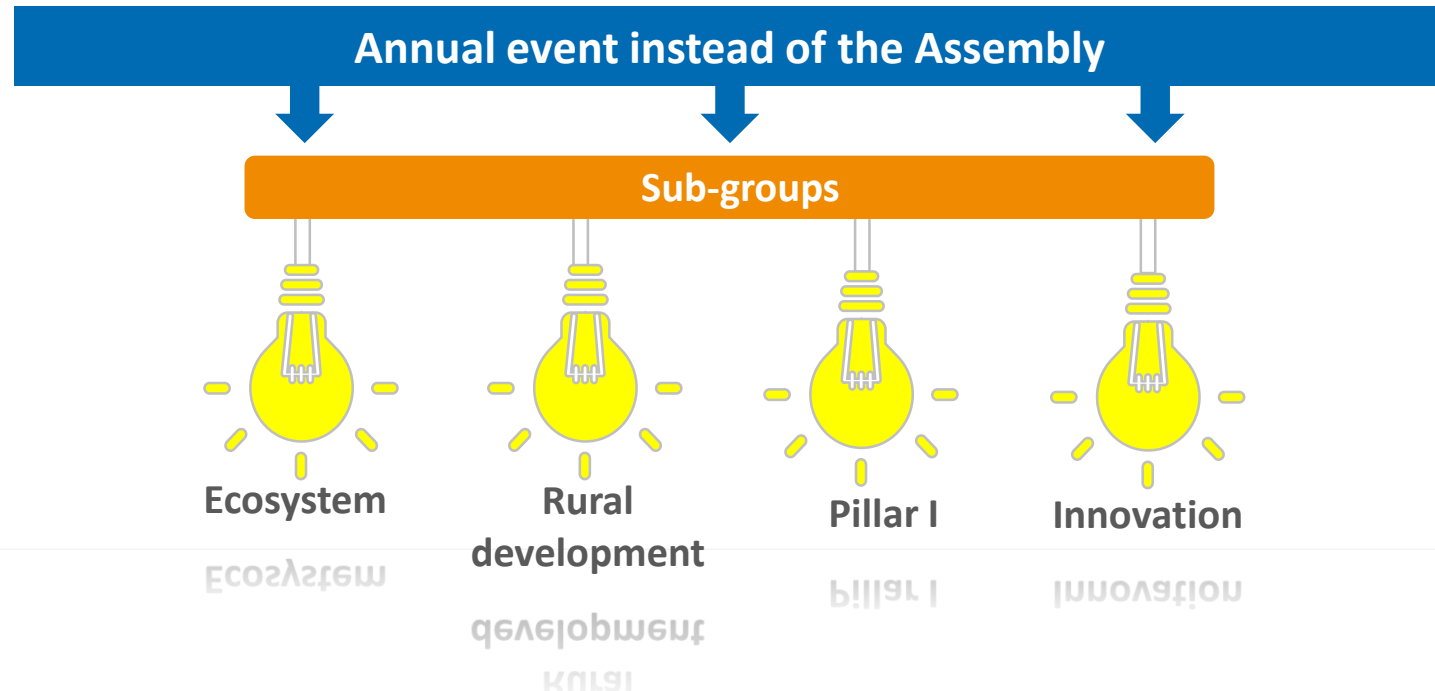 Annual event instead of the Assembly
Sub-groups
Ecosystem
Rural
development
Pillar I
Innovation